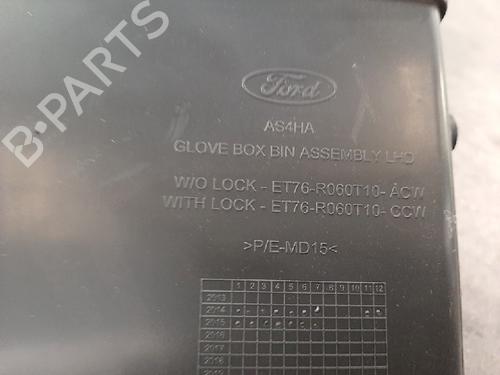 B-PARTS
Ford
AS4HA
GLOVE BOX BIN ASSEMBLY LHD
W/O LOCK - ET76-R060T10- ACW
WITH LOCK - ET76-R060T10- CCW
>P/E-MD15<
1 2 3 4 5 6 7 8 9 10 11 12
2013
2014
2015
2016
2017
2018